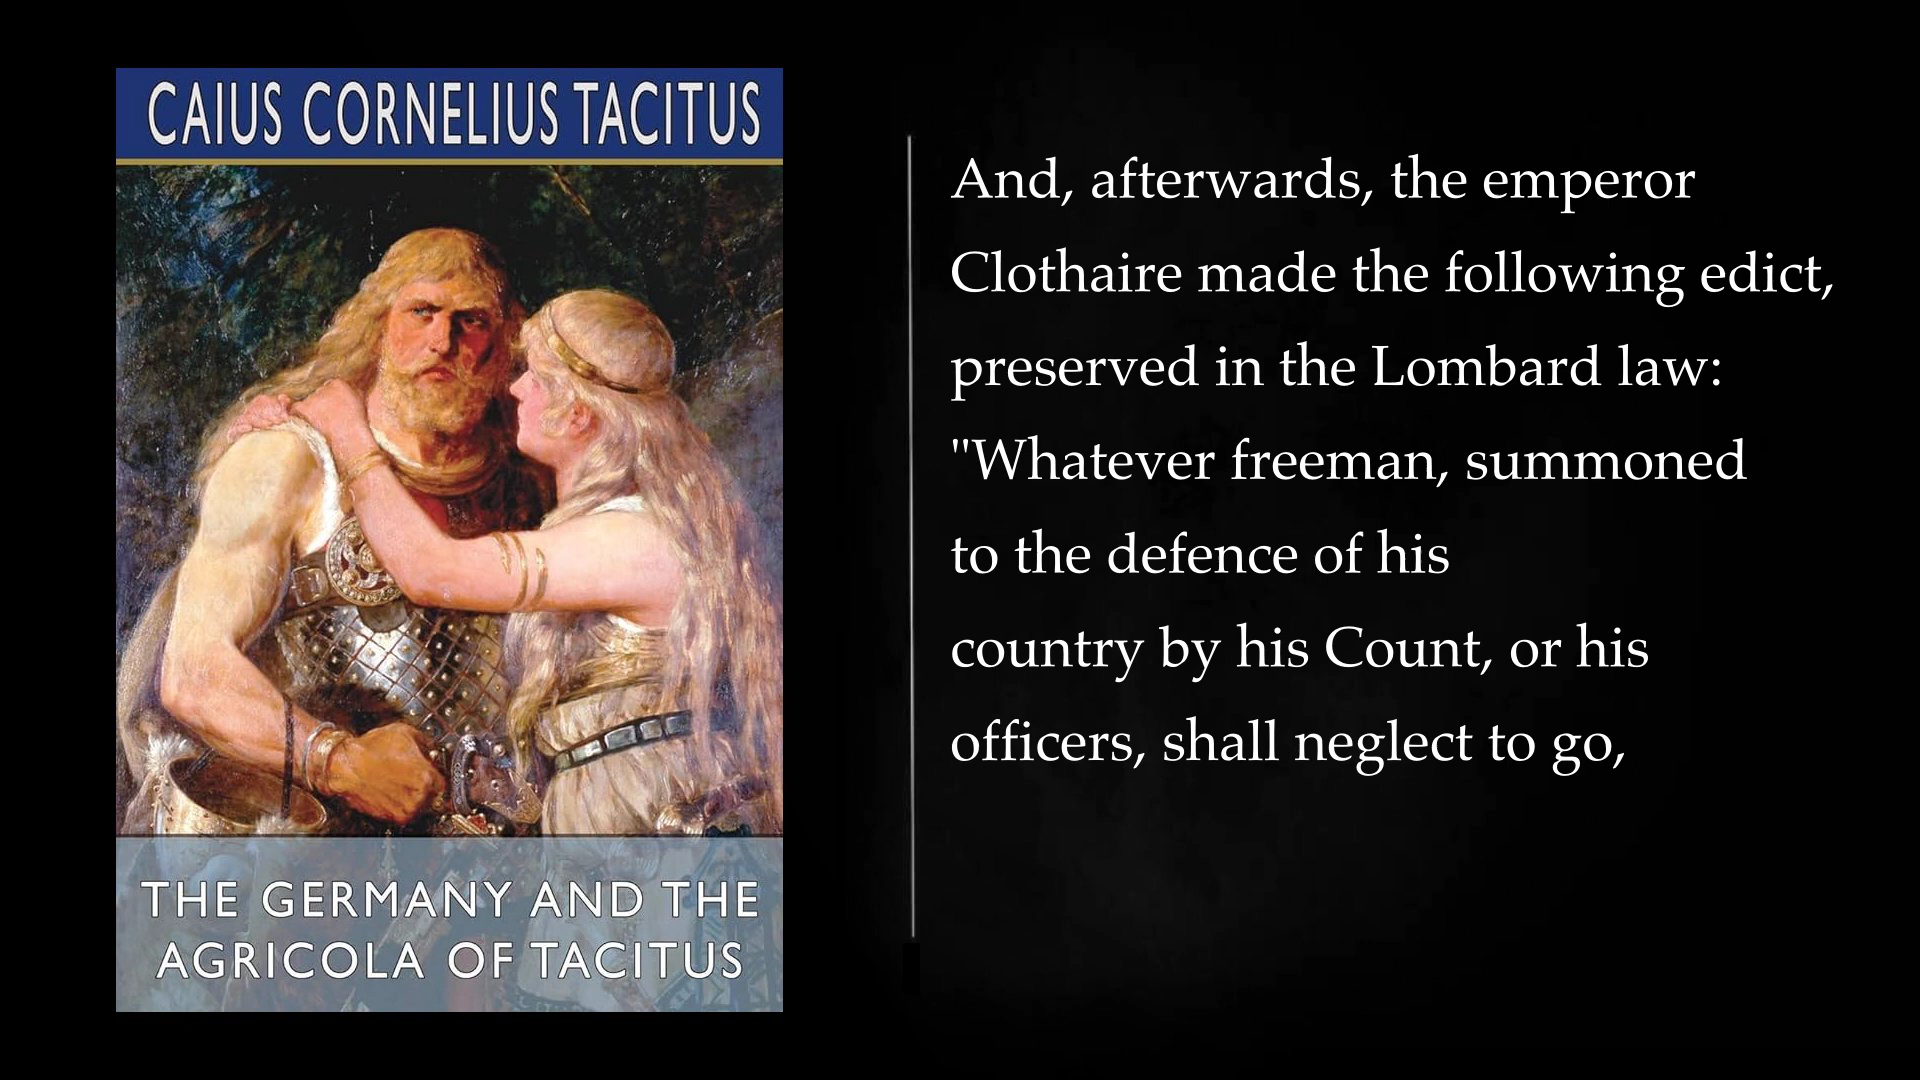 CAIUS CORNELIUS TACITUS
THE GERMANY AND THE
AGRICOLA OF TACITUS
And, afterwards, the emperor
Clothaire made the following edict,
preserved in the Lombard law:
"Whatever freeman, summoned
to the defence of his
country by his Count, or his
officers, shall neglect to go,